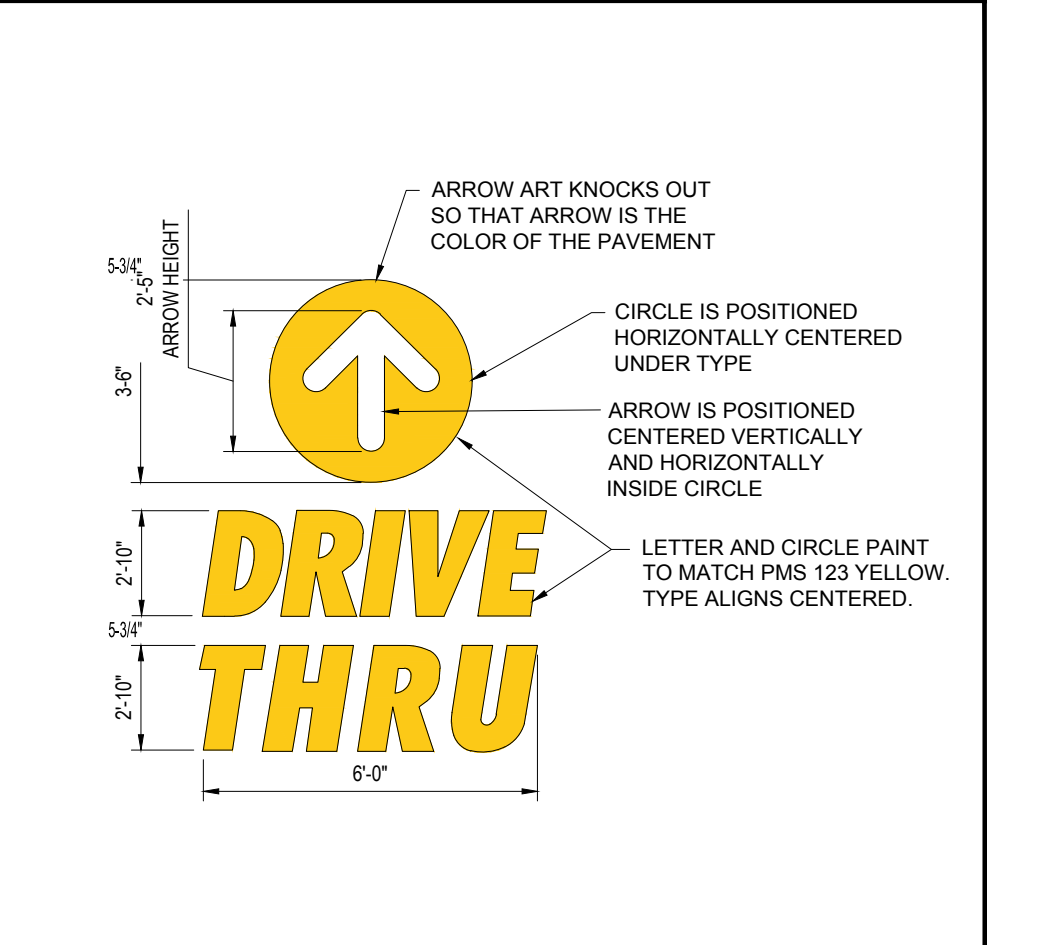 ARROW ART KNOCKS OUT
SO THAT ARROW IS THE
COLOR OF THE PAVEMENT
5-3/4"
2'-5"
ARROW HEIGHT
CIRCLE IS POSITIONED
HORIZONTALLY CENTERED
UNDER TYPE
3-6"
ARROW IS POSITIONED
CENTERED VERTICALLY
AND HORIZONTALLY
INSIDE CIRCLE
DRIVE
2'-10"
LETTER AND CIRCLE PAINT
TO MATCH PMS 123 YELLOW.
TYPE ALIGNS CENTERED.
5-3/4"
THRU
2'-10"
6'-0"